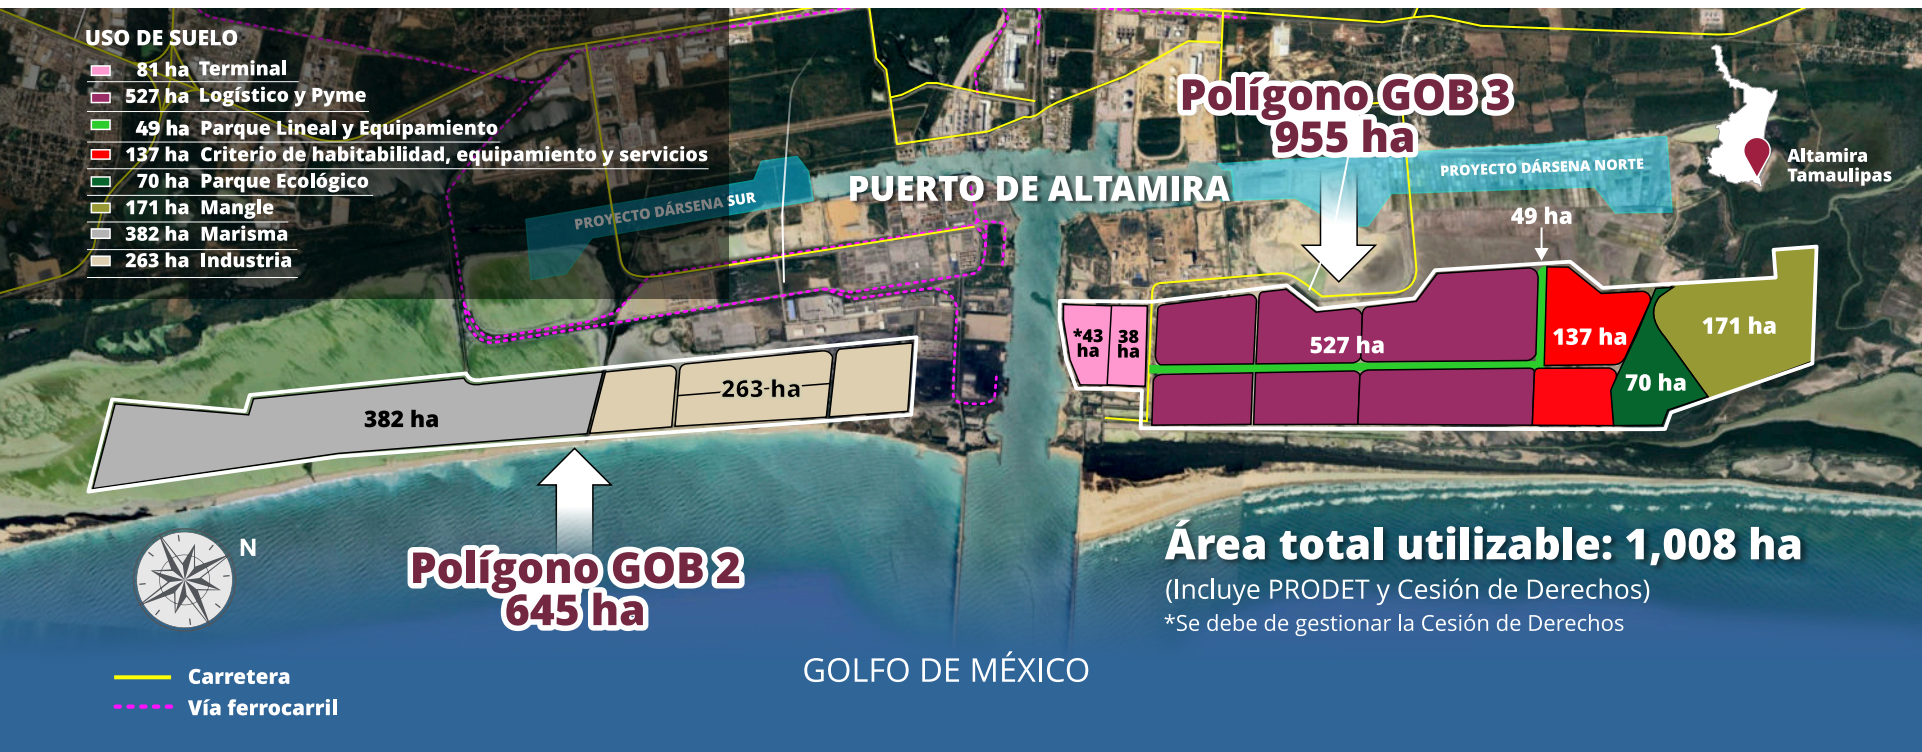 USO DE SUELO
81 ha Terminal
527 ha Logístico y Pyme
49 ha Parque Lineal y Equipamiento
137 ha Criterio de habitabilidad, equipamiento y servicios
70 ha Parque Ecológico
171 ha Mangle
382 ha Marisma
263 ha Industria
PROYECTO DÁRSENA SUR
PUERTO DE ALTAMIRA
Polígono GOB 3
955 ha
PROYECTO DÁRSENA NORTE
Altamira
Tamaulipas
49 ha
*43
ha
38
ha
527 ha
137 ha
70 ha
171 ha
382 ha
263 ha
Polígono GOB 2
645 ha
N
Área total utilizable: 1,008 ha
(Incluye PRODET y Cesión de Derechos)
*Se debe de gestionar la Cesión de Derechos
GOLFO DE MÉXICO
Carretera
Vía ferrocarril